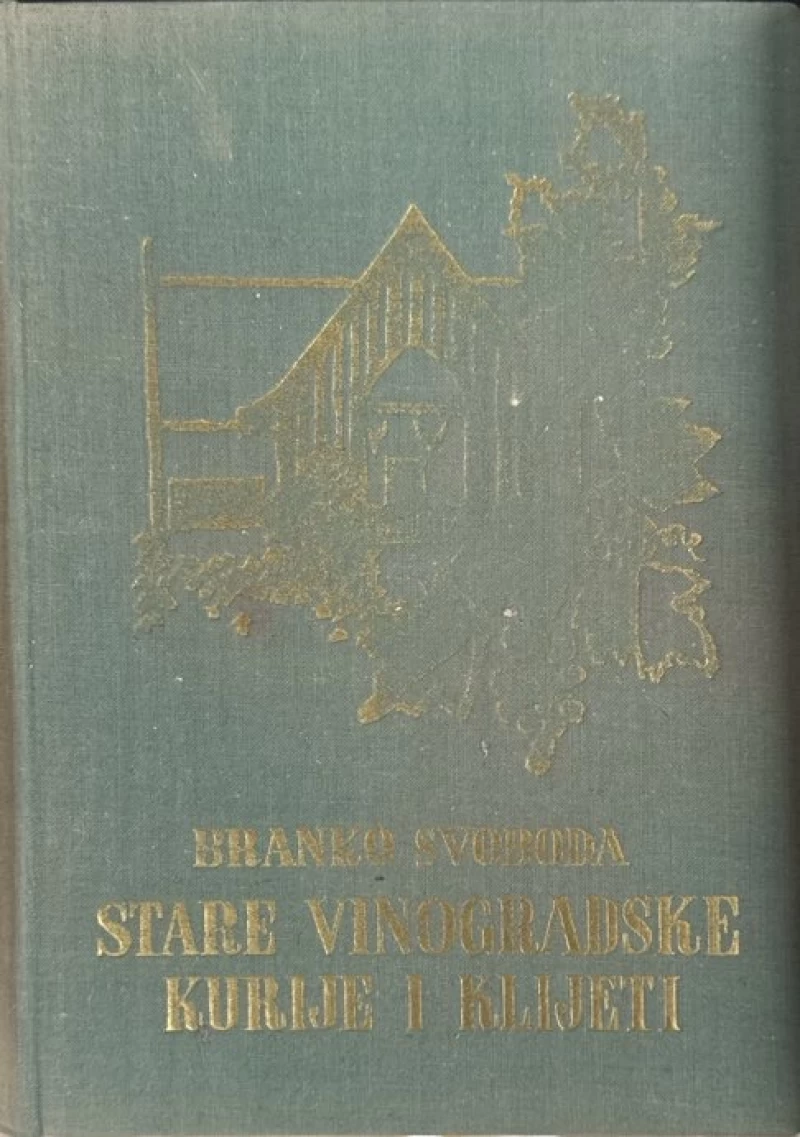 BRANKO SVOBODA
STARE VINOGRADSKE
KURIJE I KLIJETI